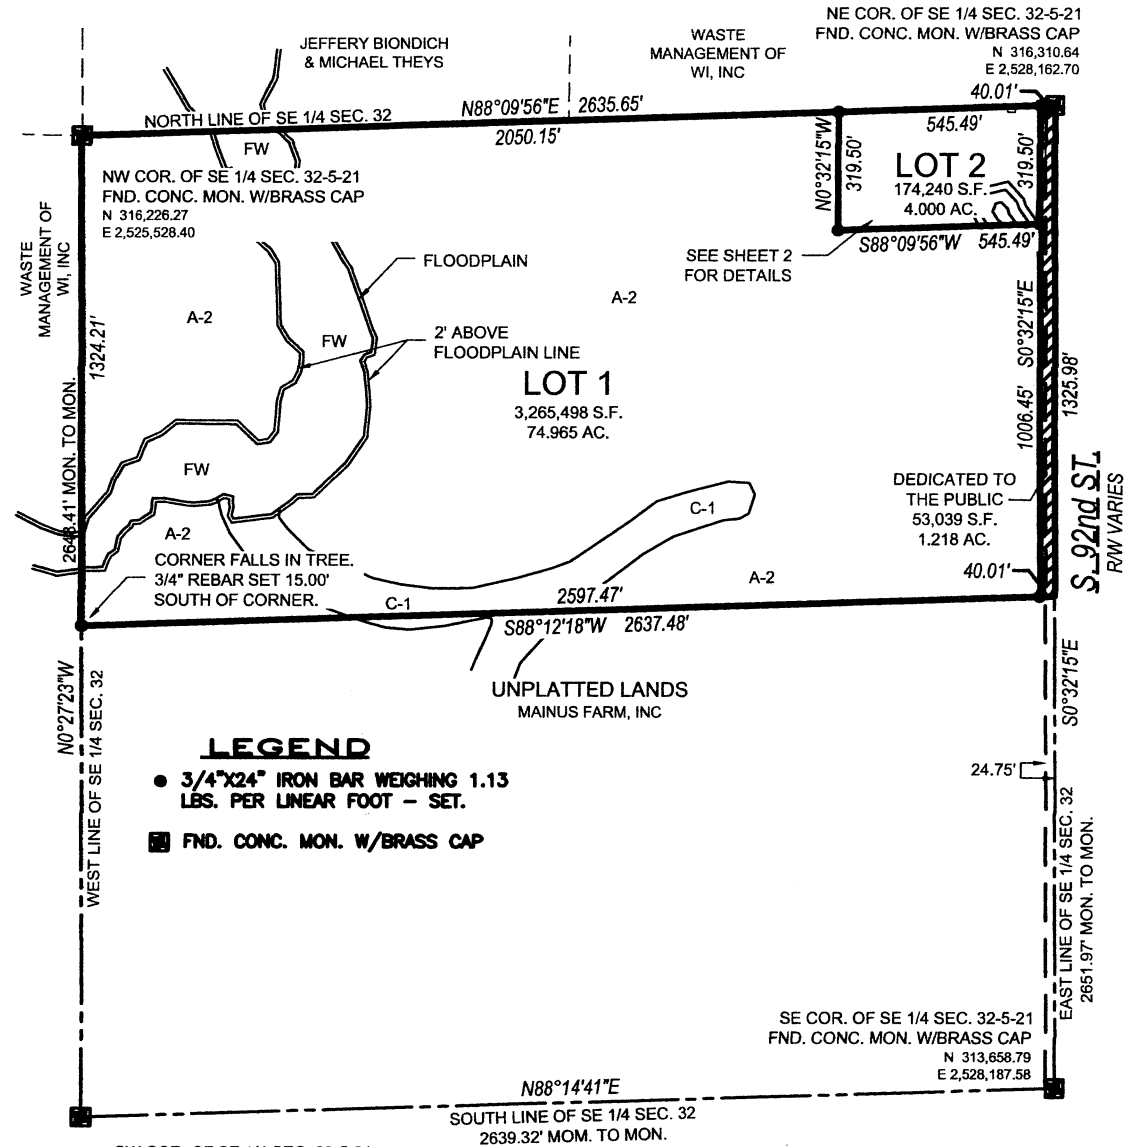 NE COR. OF SE 1/4 SEC. 32-5-21
FND. CONC. MON. W/BRASS CAP
N 316,310.64
E 2,528,162.70
JEFFERY BIONDICH
& MICHAEL THEYS
WASTE
MANAGEMENT OF
WI, INC
40.01'
N88°09'56"E 2635.65'
NORTH LINE OF SE 1/4 SEC. 32
2050.15'
545.49'
FW
N0°32'15"W
319.50'
LOT 2
174,240 S.F.
4.000 AC.
319.50'
NW COR. OF SE 1/4 SEC. 32-5-21
FND. CONC. MON. W/BRASS CAP
N 316,226.27
E 2,525,528.40
WASTE
MANAGEMENT OF
WI, INC
S88°09'56"W 545.49'
SEE SHEET 2
FOR DETAILS
FLOODPLAIN
A-2
A-2
FW
2' ABOVE
FLOODPLAIN LINE
1324.21'
S0°32'15"E
1006.45'
1325.98'
LOT 1
3,265,498 S.F.
74.965 AC.
MON. TO MON.
FW
DEDICATED TO
THE PUBLIC
53,039 S.F.
1.218 AC.
S. 92nd ST.
R/W VARIES
C-1
A-2
CORNER FALLS IN TREE.
3/4" REBAR SET 15.00'
SOUTH OF CORNER.
40.01'
A-2
2597.47'
C-1
S88°12'18"W 2637.48'
UNPLATTED LANDS
MAINUS FARM, INC
N0°27'23"W
WEST LINE OF SE 1/4 SEC. 32
S0°32'15"E
LEGEND
3/4"X24" IRON BAR WEIGHING 1.13
LBS. PER LINEAR FOOT - SET.
FND. CONC. MON. W/BRASS CAP
24.75'
EAST LINE OF SE 1/4 SEC. 32
2651.97' MON. TO MON.
SE COR. OF SE 1/4 SEC. 32-5-21
FND. CONC. MON. W/BRASS CAP
N 313,658.79
E 2,528,187.58
N88°14'41"E
SOUTH LINE OF SE 1/4 SEC. 32
2639.32' MOM. TO MON.